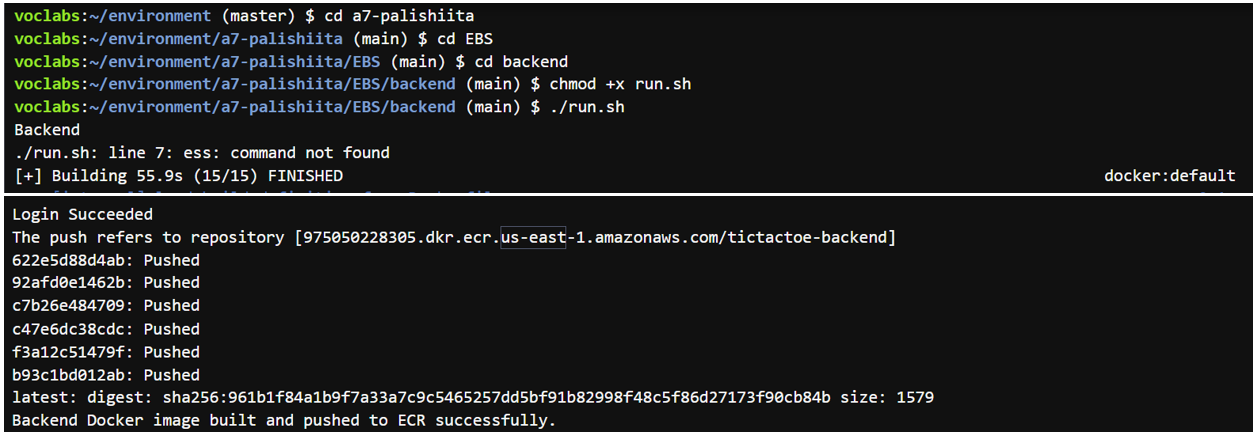 voclabs:~/environment (master) $ cd a7-palishiita
voclabs:~/environment/a7-palishiita (main) $ cd EBS
voclabs:~/environment/a7-palishiita/EBS (main) $ cd backend
voclabs:~/environment/a7-palishiita/EBS/backend (main) $ chmod +x run.sh
voclabs:~/environment/a7-palishiita/EBS/backend (main) $ ./run.sh
Backend
./run.sh: line 7: ess: command not found
[+] Building 55.9s (15/15) FINISHED docker:default
Login Succeeded
The push refers to repository [975050228305.dkr.ecr.us-east-1.amazonaws.com/tictactoe-backend]
622e5d88d4ab: Pushed
92afd0e1462b: Pushed
c7b26e484709: Pushed
c47e6dc38cdc: Pushed
f3a12c51479f: Pushed
b93c1bd012ab: Pushed
latest: digest: sha256:961b1f84a1b9f7a33a7c9c5465257dd5bf91b82998f48c5f86d27173f90cb84b size: 1579
Backend Docker image built and pushed to ECR successfully.